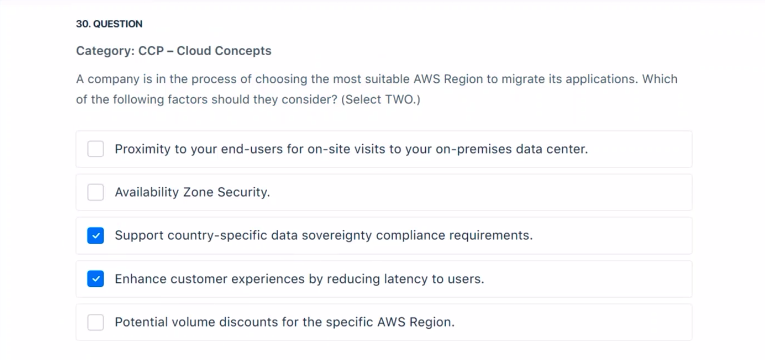 30. QUESTION
Category: CCP – Cloud Concepts
A company is in the process of choosing the most suitable AWS Region to migrate its applications. Which
of the following factors should they consider? (Select TWO.)
Proximity to your end-users for on-site visits to your on-premises data center.
Availability Zone Security.
Support country-specific data sovereignty compliance requirements.
Enhance customer experiences by reducing latency to users.
Potential volume discounts for the specific AWS Region.